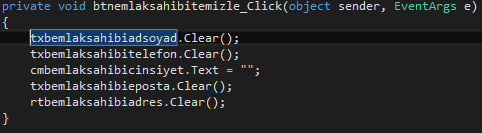 private void btnemlaksahibitemizle_Click(object sender, EventArgs e)
{
txbemlaksahibiadsoyad.Clear();
txbemlaksahibitelefon.Clear();
cmbemlaksahibicinsiyet.Text = "";
txbemlaksahibieposta.Clear();
rtbemlaksahibiadres.Clear();
}